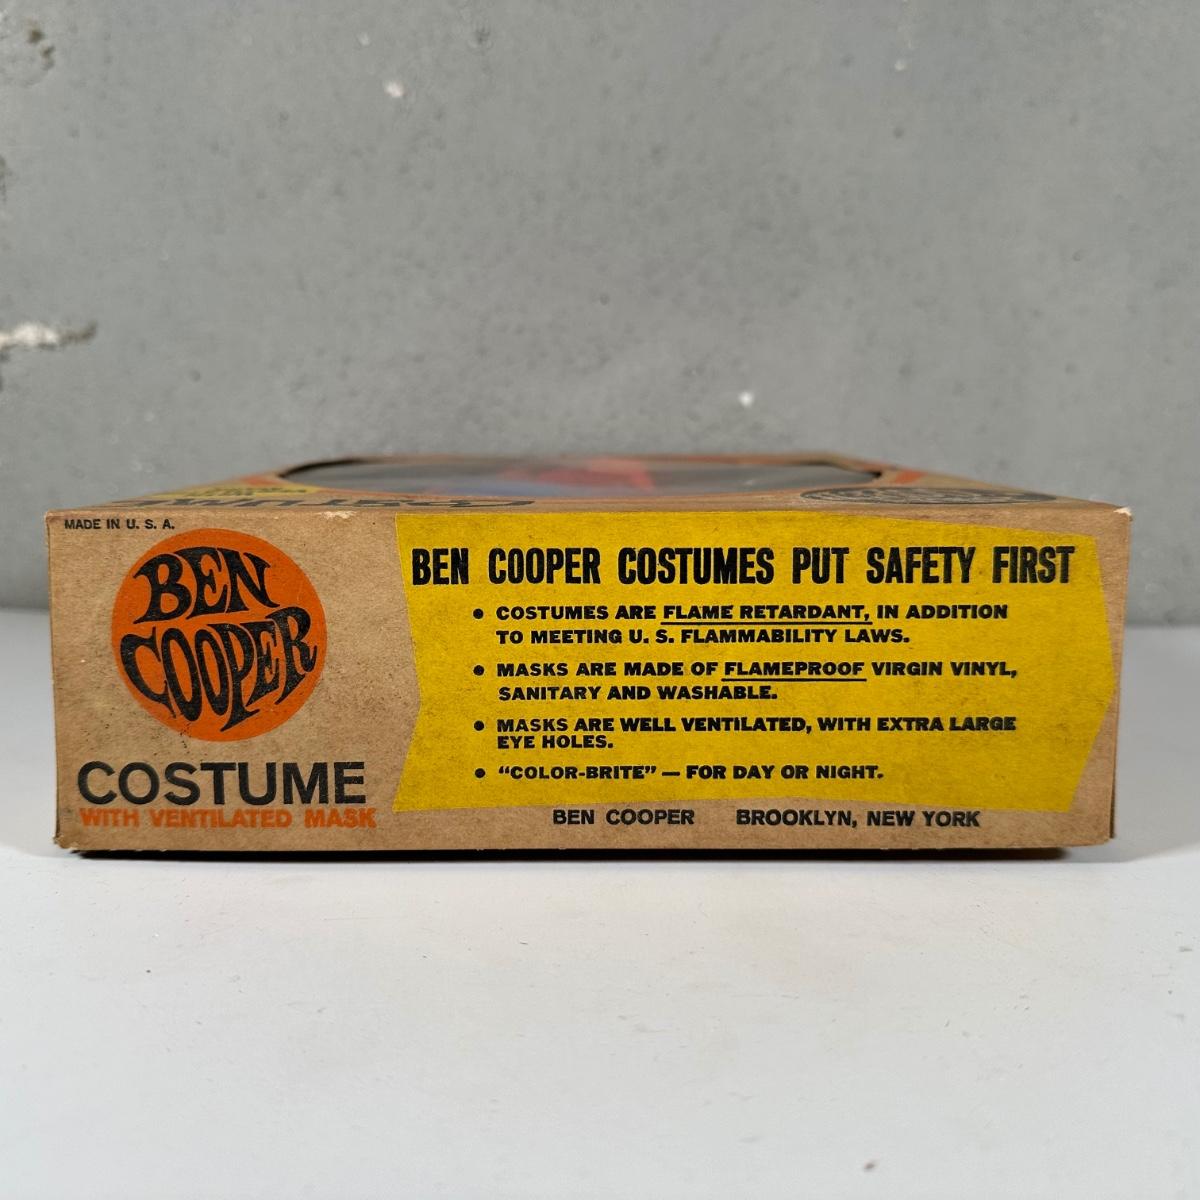 MADE IN U. S. A.
BEN
COOPER
COSTUME
WITH VENTILATED MASK
BEN COOPER COSTUMES PUT SAFETY FIRST
• COSTUMES ARE FLAME RETARDANT, IN ADDITION
TO MEETING U. S. FLAMMABILITY LAWS.
• MASKS ARE MADE OF FLAMEPROOF VIRGIN VINYL,
SANITARY AND WASHABLE.
• MASKS ARE WELL VENTILATED, WITH EXTRA LARGE
EYE HOLES.
• “COLOR-BRITE” — FOR DAY OR NIGHT.
BEN COOPER BROOKLYN, NEW YORK